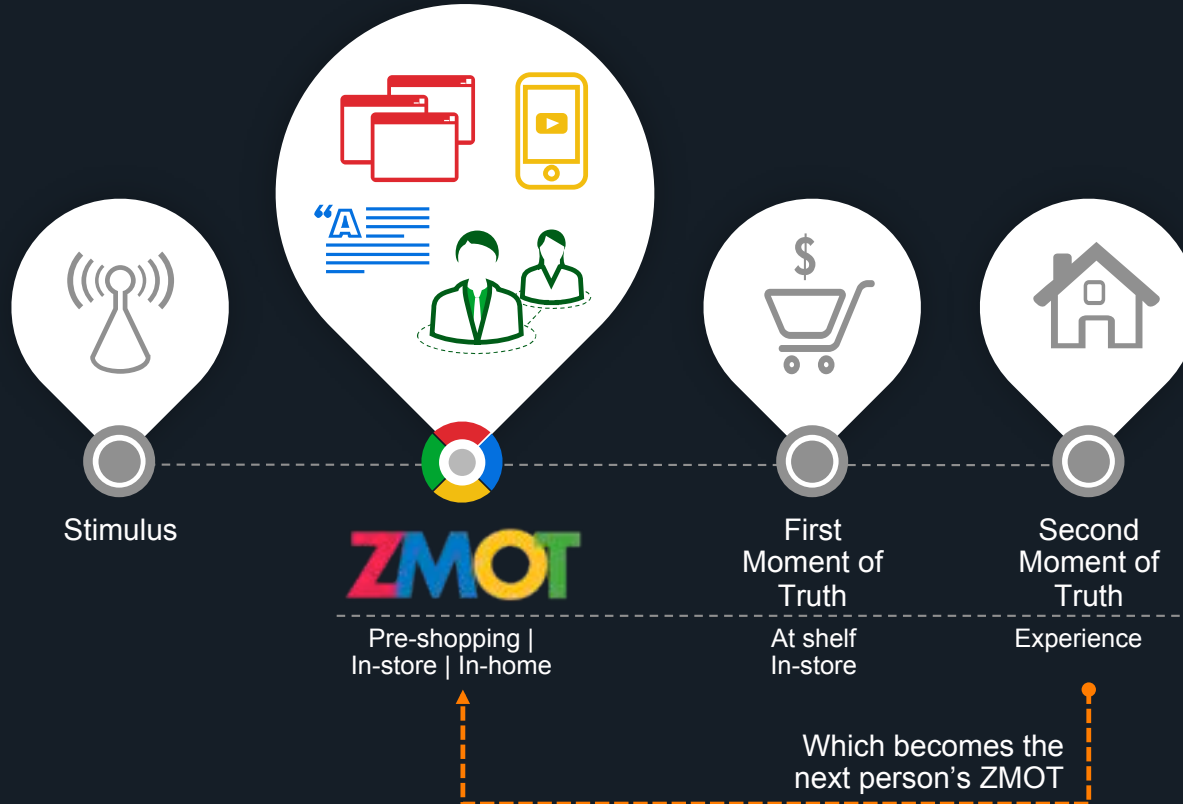 “A
$
Stimulus
ZMOT
First
Moment of
Truth
Second
Moment of
Truth
Pre-shopping |
In-store | In-home
At shelf
In-store
Experience
Which becomes the
next person’s ZMOT